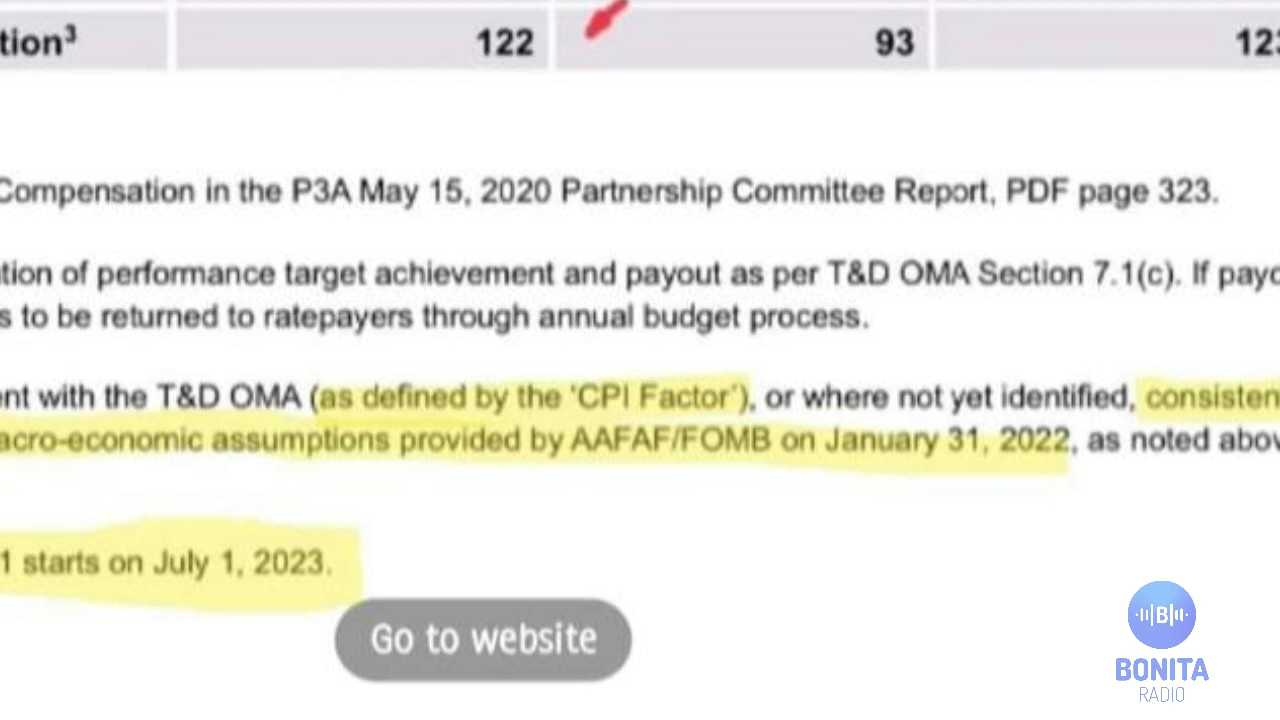 tion³ 122 93 123
Compensation in the P3A May 15, 2020 Partnership Committee Report, PDF page 323.
tion of performance target achievement and payout as per T&D OMA Section 7.1(c). If payo
s to be returned to ratepayers through annual budget process.
nt with the T&D OMA (as defined by the 'CPI Factor'), or where not yet identified, consisten
acro-economic assumptions provided by AAFAF/FOMB on January 31, 2022, as noted abov
1 starts on July 1, 2023.
Go to website
B
BONITA
RADIO